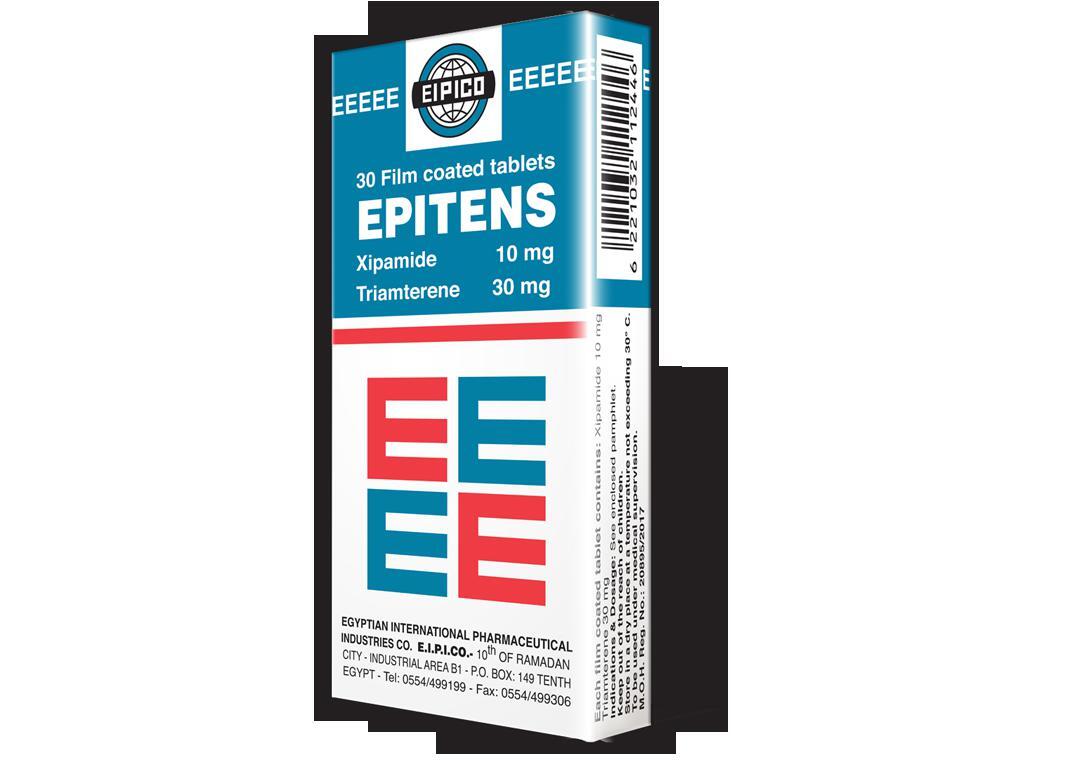 EEEEE EIPICO EEEEE E
30 Film coated tablets
EPITENS
Xipamide 10 mg
Triamterene 30 mg
E E
E E
EGYPTIAN INTERNATIONAL PHARMACEUTICAL
INDUSTRIES CO. E.I.P.I.CO.- 10th OF RAMADAN
CITY - INDUSTRIAL AREA B1 - P.O. BOX: 149 TENTH
EGYPT - Tel: 0554/499199 - Fax: 0554/499306
6 221032 112446
Each film coated tablet contains: Xipamide 10 mg
Triamterene 30 mg
Indications & Dosage: See enclosed pamphlet.
Keep out of the reach of children.
Store in a dry place at a temperature not exceeding 30° C.
To be used under medical supervision.
M.O.H. Reg. No.: 20895/2017